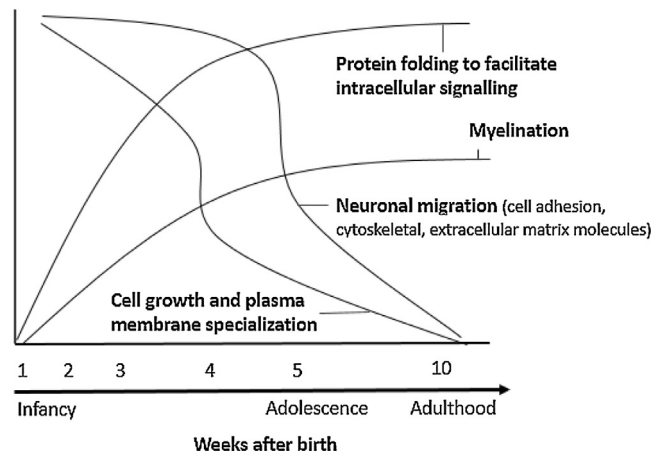 Protein folding to facilitate
intracellular signalling
Myelination
Neuronal migration (cell adhesion,
cytoskeletal, extracellular matrix molecules)
Cell growth and plasma
membrane specialization
1 2 3 4 5 10
Infancy Adolescence Adulthood
Weeks after birth